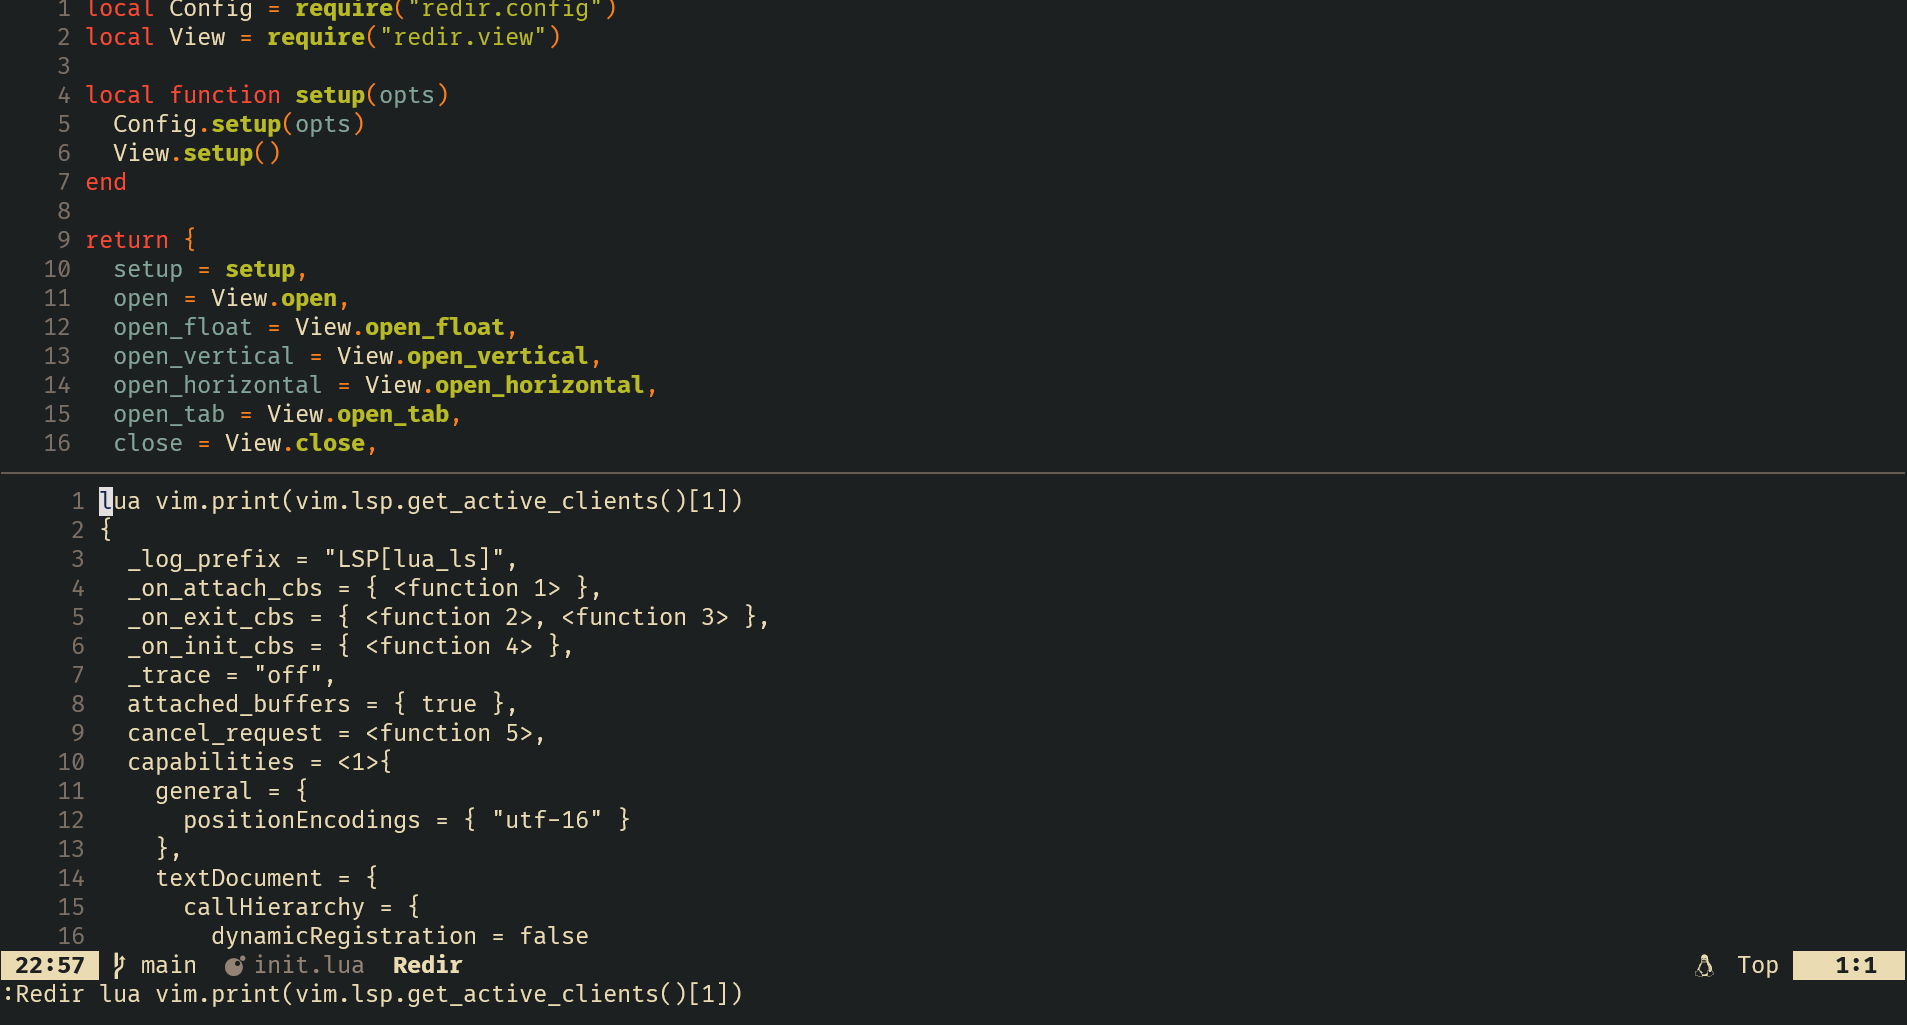 1 local Config = require("redir.config")
2 local View = require("redir.view")
3
4 local function setup(opts)
5   Config.setup(opts)
6   View.setup()
7 end
8
9 return {
10   setup = setup,
11   open = View.open,
12   open_float = View.open_float,
13   open_vertical = View.open_vertical,
14   open_horizontal = View.open_horizontal,
15   open_tab = View.open_tab,
16   close = View.close,
1 lua vim.print(vim.lsp.get_active_clients()[1])
2 {
3   _log_prefix = "LSP[lua_ls]",
4   _on_attach_cbs = { <function 1> },
5   _on_exit_cbs = { <function 2>, <function 3> },
6   _on_init_cbs = { <function 4> },
7   _trace = "off",
8   attached_buffers = { true },
9   cancel_request = <function 5>,
10   capabilities = <1>{
11     general = {
12       positionEncodings = { "utf-16" }
13     },
14     textDocument = {
15       callHierarchy = {
16         dynamicRegistration = false
22:57 main init.lua Redir Top 1:1
:Redir lua vim.print(vim.lsp.get_active_clients()[1])